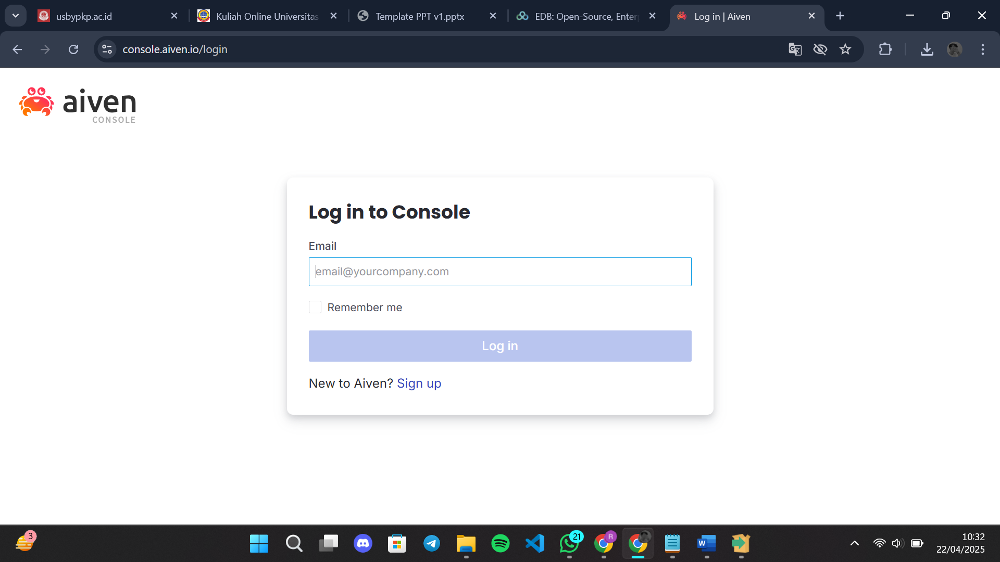 usbypkp.ac.id
Kuliah Online Universitas
Template PPT v1.pptx
EDB: Open-Source, Enter
Log in | Aiven
console.aiven.io/login
aiven
CONSOLE
Log in to Console
Email
email@yourcompany.com
Remember me
Log in
New to Aiven? Sign up
3
21
R
W
10:32
22/04/2025